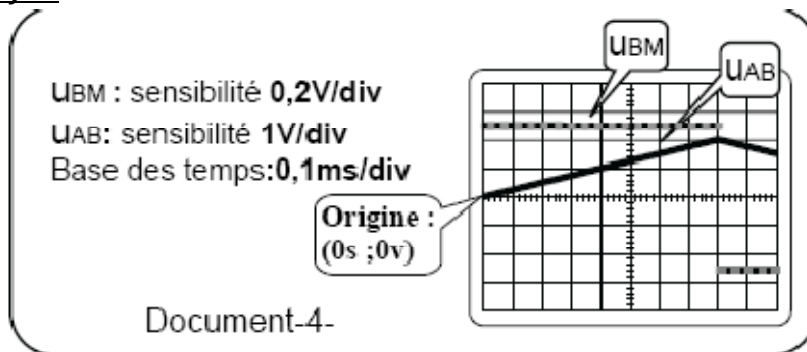 uBM : sensibilité 0,2V/div
uAB: sensibilité 1V/div
Base des temps:0,1ms/div
Origine :
(0s ;0v)
uBM
uAB
Document-4-